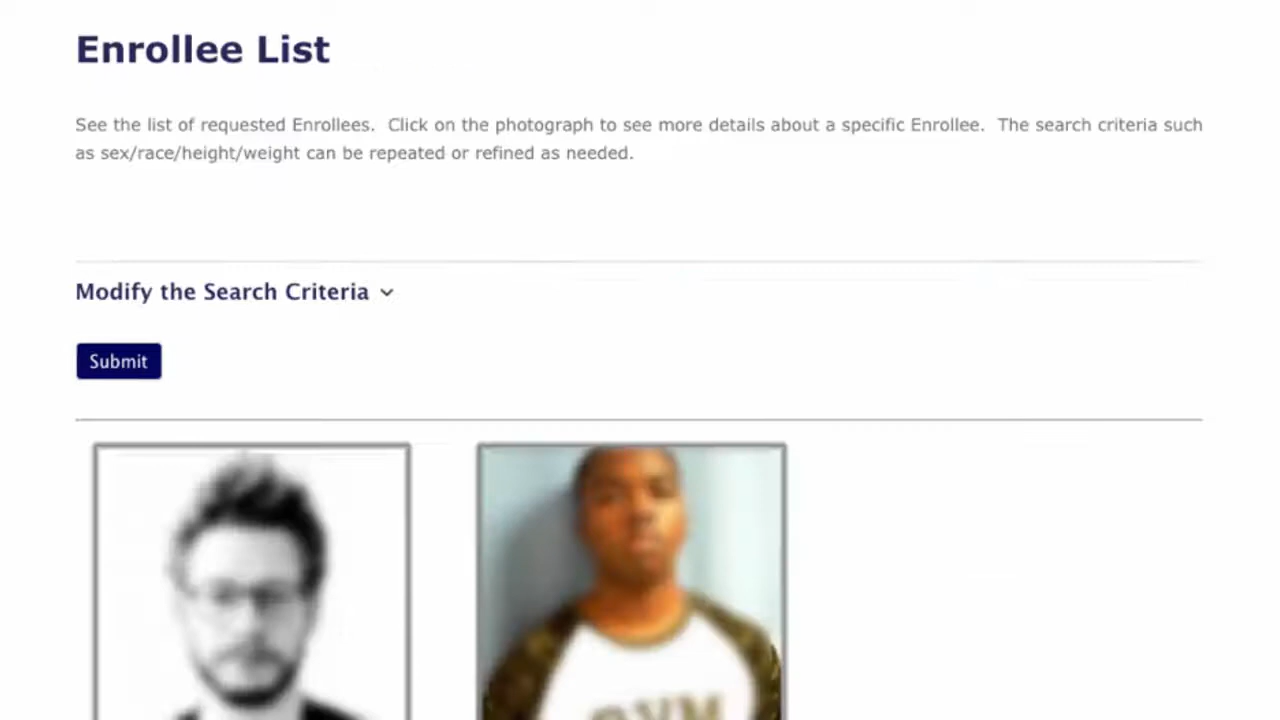 Enrollee List
See the list of requested Enrollees.  Click on the photograph to see more details about a specific Enrollee.  The search criteria such
as sex/race/height/weight can be repeated or refined as needed.
Modify the Search Criteria
Submit